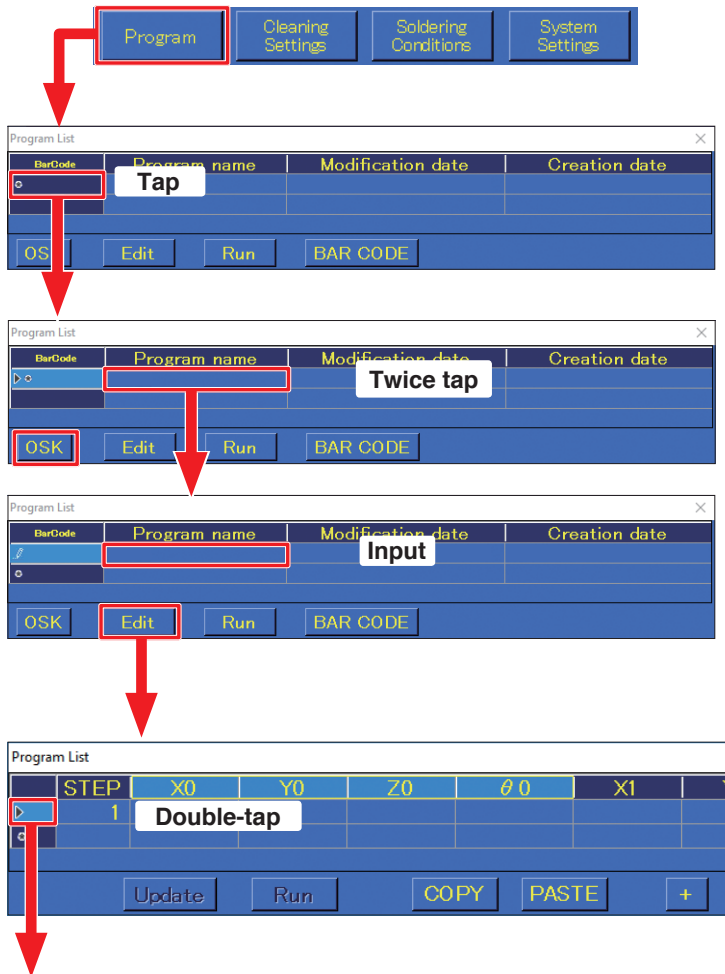 Program
Cleaning Settings
Soldering Conditions
System Settings
Program List
BarCode Program name Modification date Creation date
Tap
OS Edit Run BAR CODE
Program List
BarCode Program name Modification date Creation date
Twice tap
OSK Edit Run BAR CODE
Program List
BarCode Program name Modification date Creation date
Input
OSK Edit Run BAR CODE
Program List
STEP X0 Y0 Z0 θ0 X1
1 Double-tap
Update Run COPY PASTE +